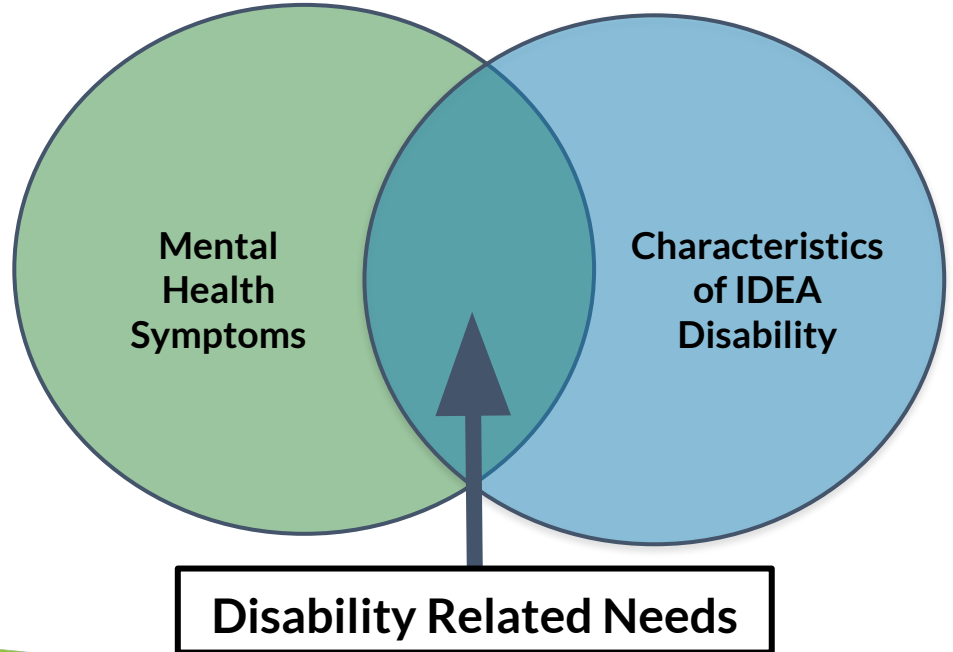 Mental
Health
Symptoms
Characteristics
of IDEA
Disability
Disability Related Needs